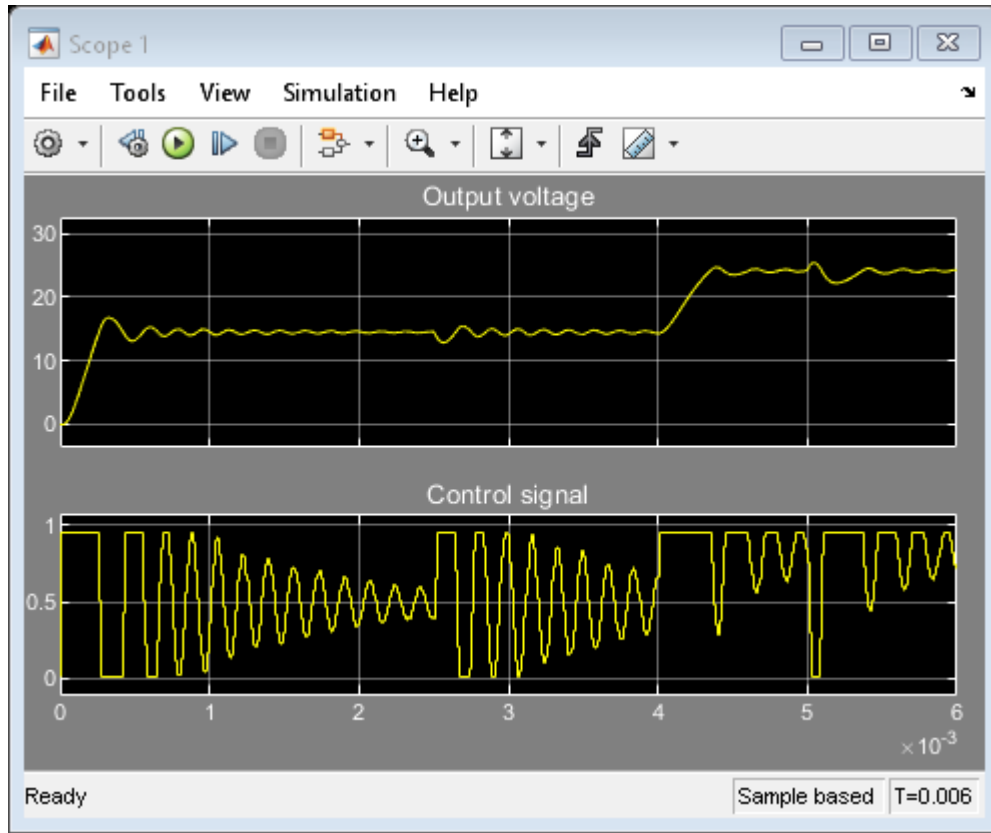 Scope 1
File Tools View Simulation Help
Output voltage
30
20
10
0
Control signal
1
0.5
0
0 1 2 3 4 5 6
×10-3
Ready Sample based T=0.006